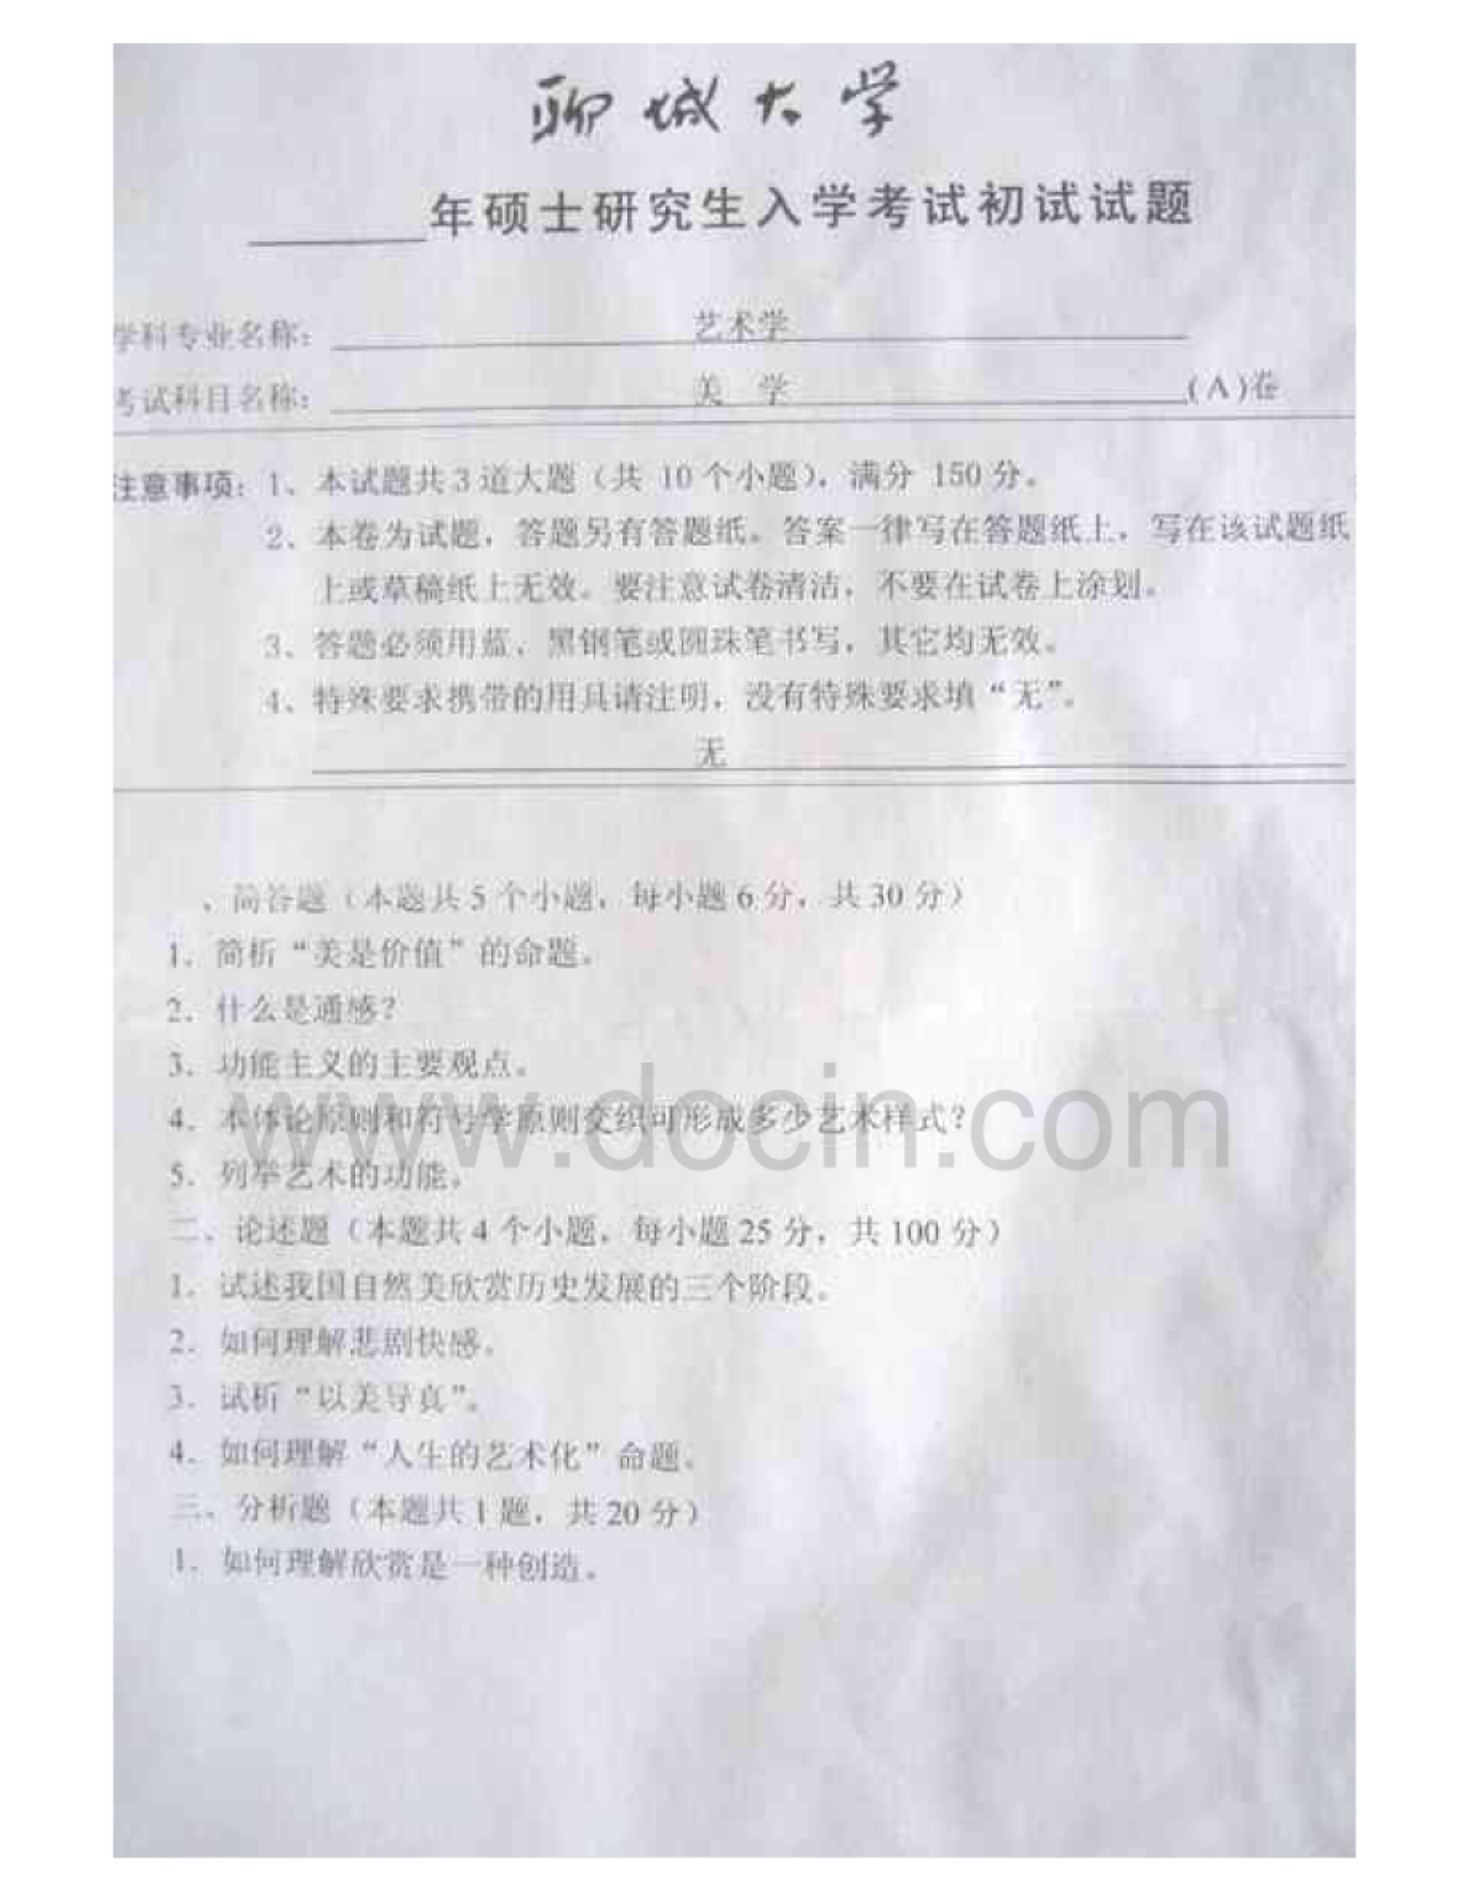 聊城大学
年硕士研究生入学考试初试试题
学科专业名称： 艺术学
考试科目名称： 美 学 (A)卷
注意事项：1、本试题共3道大题（共 10个小题），满分 150分。
2、本卷为试题，答题另有答题纸。答案一律写在答题纸上，写在该试题纸
上或草稿纸上无效。要注意试卷清洁，不要在试卷上涂划。
3、答题必须用蓝、黑钢笔或圆珠笔书写，其它均无效。
4、特殊要求携带的用具请注明，没有特殊要求填“无”。
无
、简答题（本题共5个小题，每小题6分，共30分）
1．简析“美是价值”的命题。
2．什么是通感？
3．功能主义的主要观点。
4．本体论原则和符号学原则交织可形成多少艺术样式？
www.docin.com
5．列举艺术的功能。
二、论述题（本题共4个小题，每小题25分，共100分）
1．试述我国自然美欣赏历史发展的三个阶段。
2．如何理解悲剧快感。
3．试析“以美导真”。
4．如何理解“人生的艺术化”命题。
三、分析题（本题共1题，共20分）
1．如何理解欣赏是一种创造。